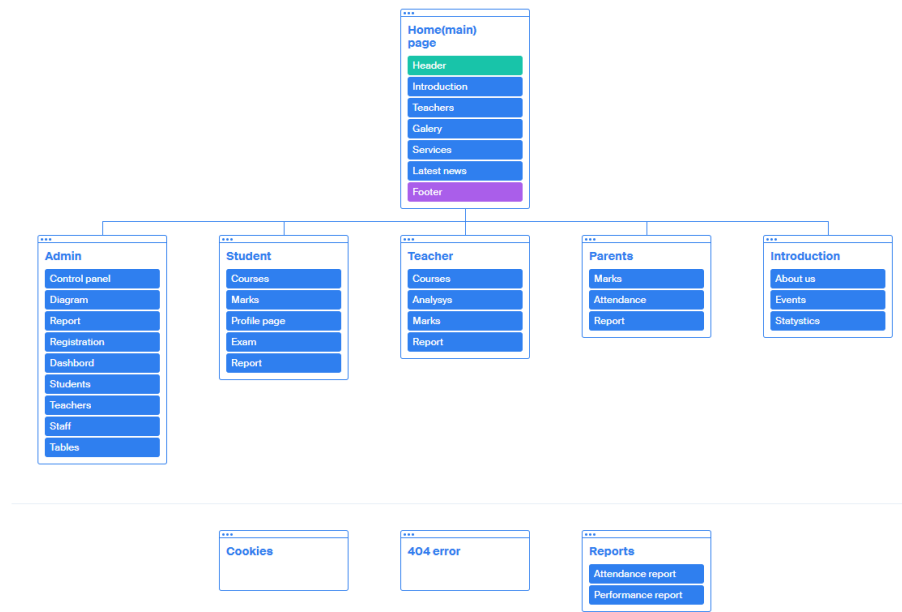 Home(main)
page
Header
Introduction
Teachers
Galery
Services
Latest news
Footer
Admin
Control panel
Diagram
Report
Registration
Dashbord
Students
Teachers
Staff
Tables
Student
Courses
Marks
Profile page
Exam
Report
Teacher
Courses
Analysys
Marks
Report
Parents
Marks
Attendance
Report
Introduction
About us
Events
Statystics
Cookies
404 error
Reports
Attendance report
Performance report